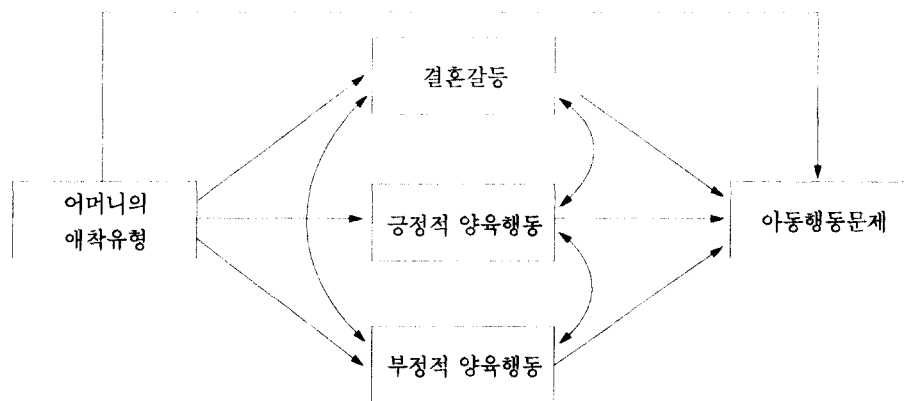 결혼갈등
어머니의
애착유형
긍정적 양육행동
아동행동문제
부정적 양육행동